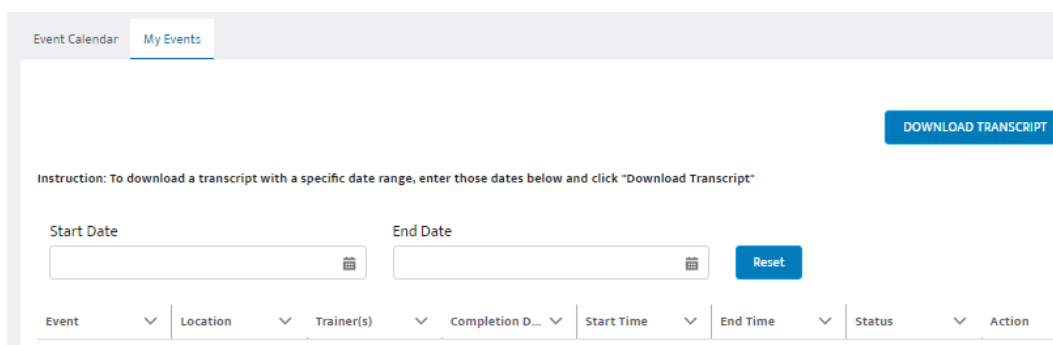 Event Calendar My Events
DOWNLOAD TRANSCRIPT
Instruction: To download a transcript with a specific date range, enter those dates below and click "Download Transcript"
Start Date End Date
Reset
Event Location Trainer(s) Completion D... Start Time End Time Status Action